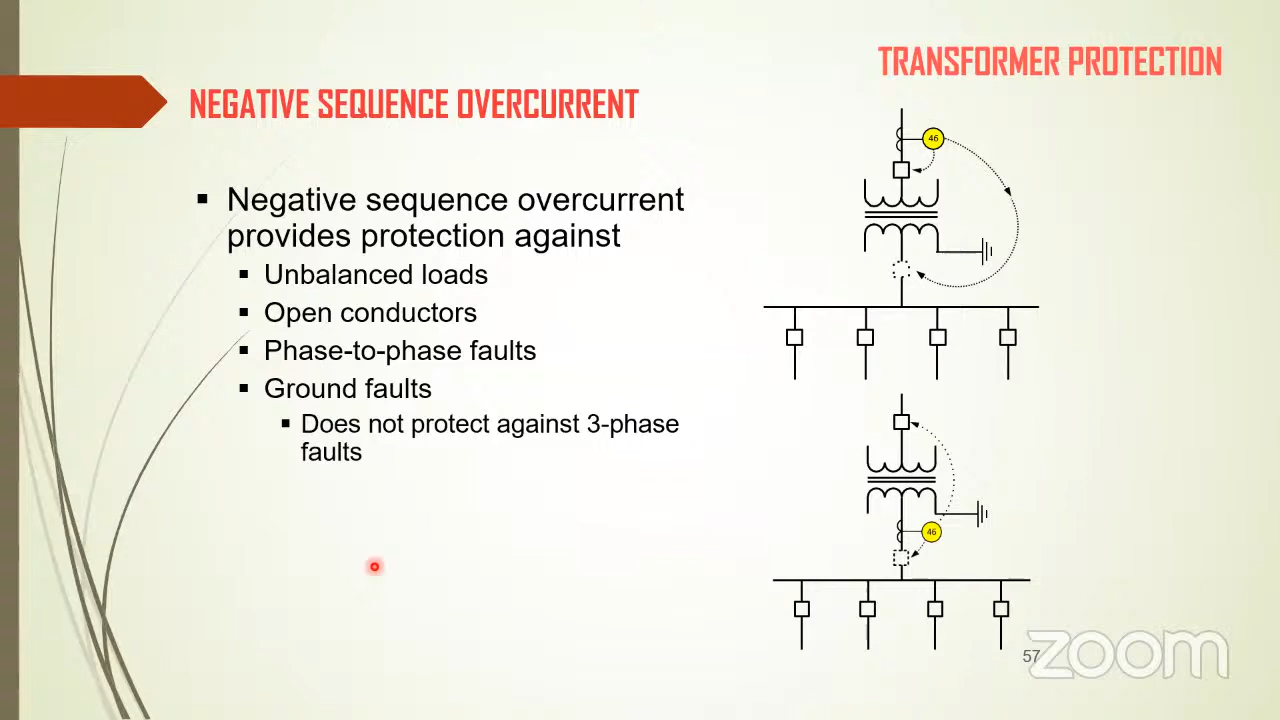 TRANSFORMER PROTECTION
NEGATIVE SEQUENCE OVERCURRENT
Negative sequence overcurrent
provides protection against
Unbalanced loads
Open conductors
Phase-to-phase faults
Ground faults
Does not protect against 3-phase
faults
46
46
57
zoom